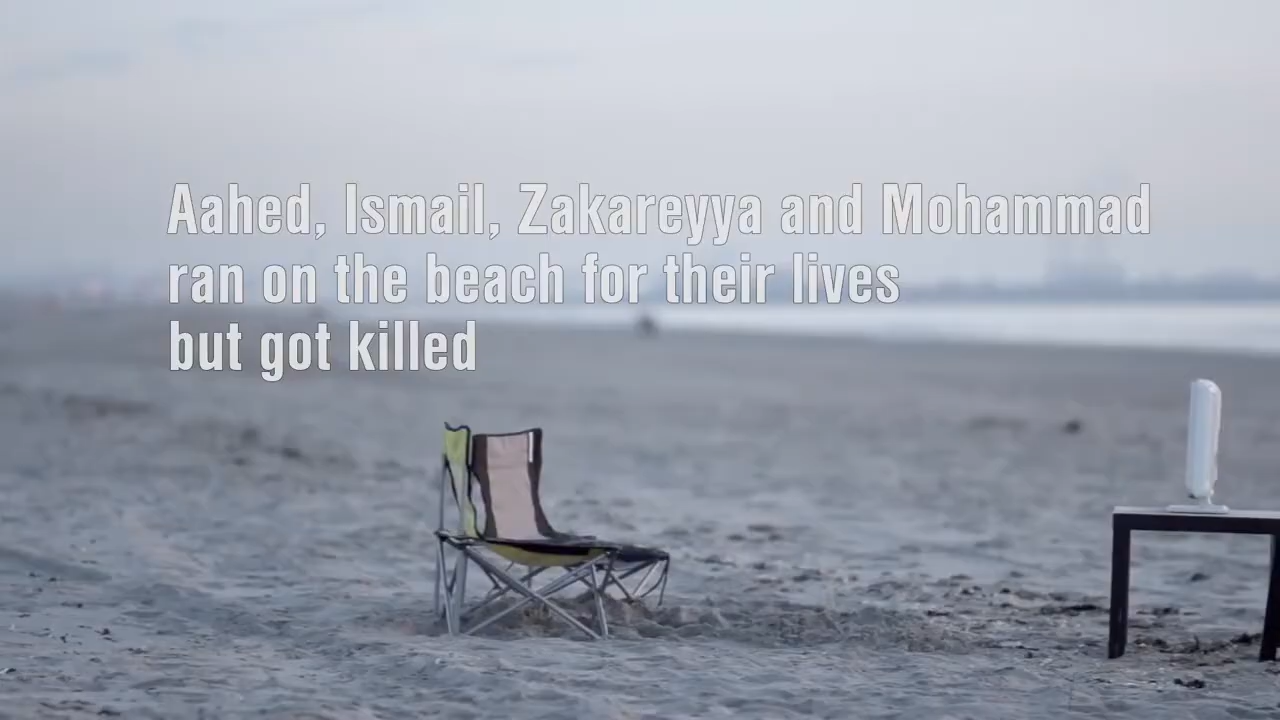 Aahed, Ismail, Zakareyya and Mohammad
ran on the beach for their lives
but got killed